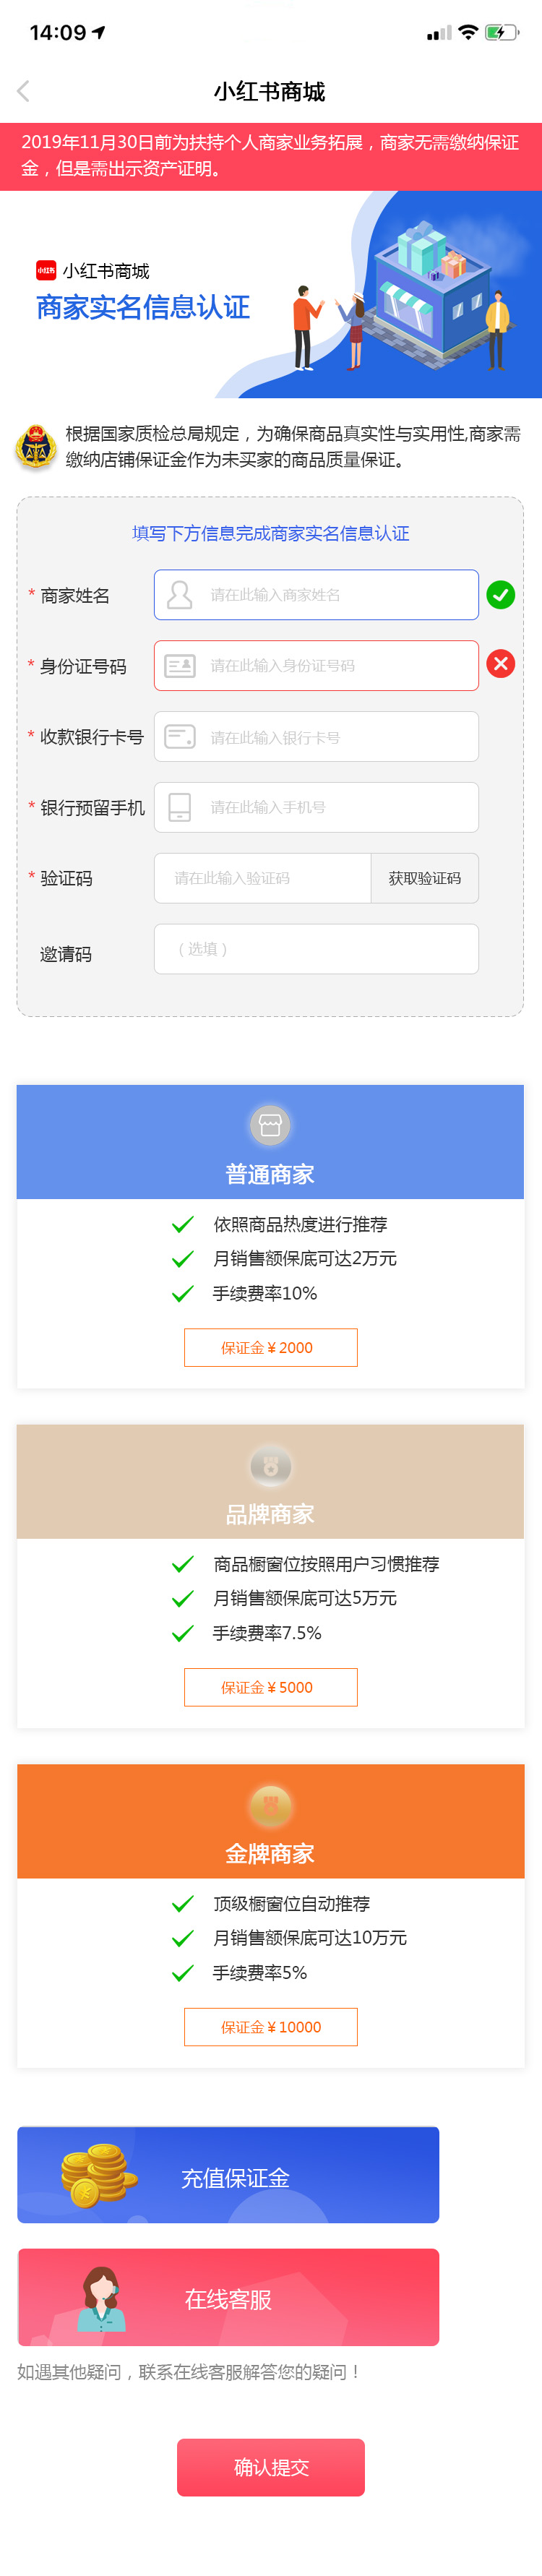 14:09
小红书商城
2019年11月30日前为扶持个人商家业务拓展，商家无需缴纳保证
金，但是需出示资产证明。
小红书 小红书商城
商家实名信息认证
根据国家质检总局规定，为确保商品真实性与实用性,商家需
缴纳店铺保证金作为未买家的商品质量保证。
填写下方信息完成商家实名信息认证
* 商家姓名 请在此输入商家姓名
* 身份证号码 请在此输入身份证号码
* 收款银行卡号 请在此输入银行卡号
* 银行预留手机 请在此输入手机号
* 验证码 请在此输入验证码 获取验证码
邀请码 （选填）
普通商家
依照商品热度进行推荐
月销售额保底可达2万元
手续费率10%
保证金￥2000
品牌商家
商品橱窗位按照用户习惯推荐
月销售额保底可达5万元
手续费率7.5%
保证金￥5000
金牌商家
顶级橱窗位自动推荐
月销售额保底可达10万元
手续费率5%
保证金￥10000
充值保证金
在线客服
如遇其他疑问，联系在线客服解答您的疑问！
确认提交